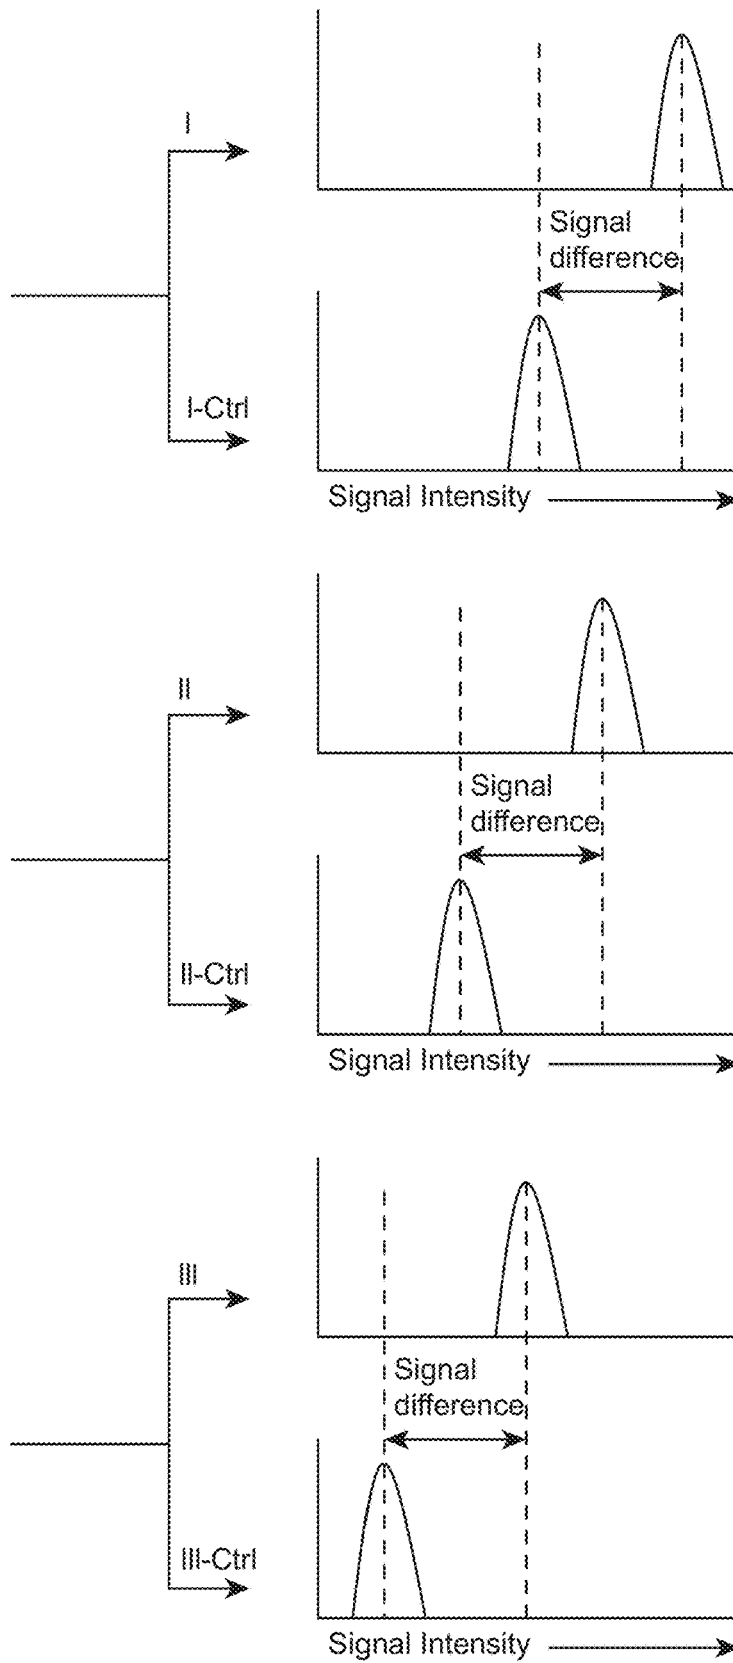 I
Signal
difference
I-Ctrl
Signal Intensity
II
Signal
difference
II-Ctrl
Signal Intensity
III
Signal
difference
III-Ctrl
Signal Intensity